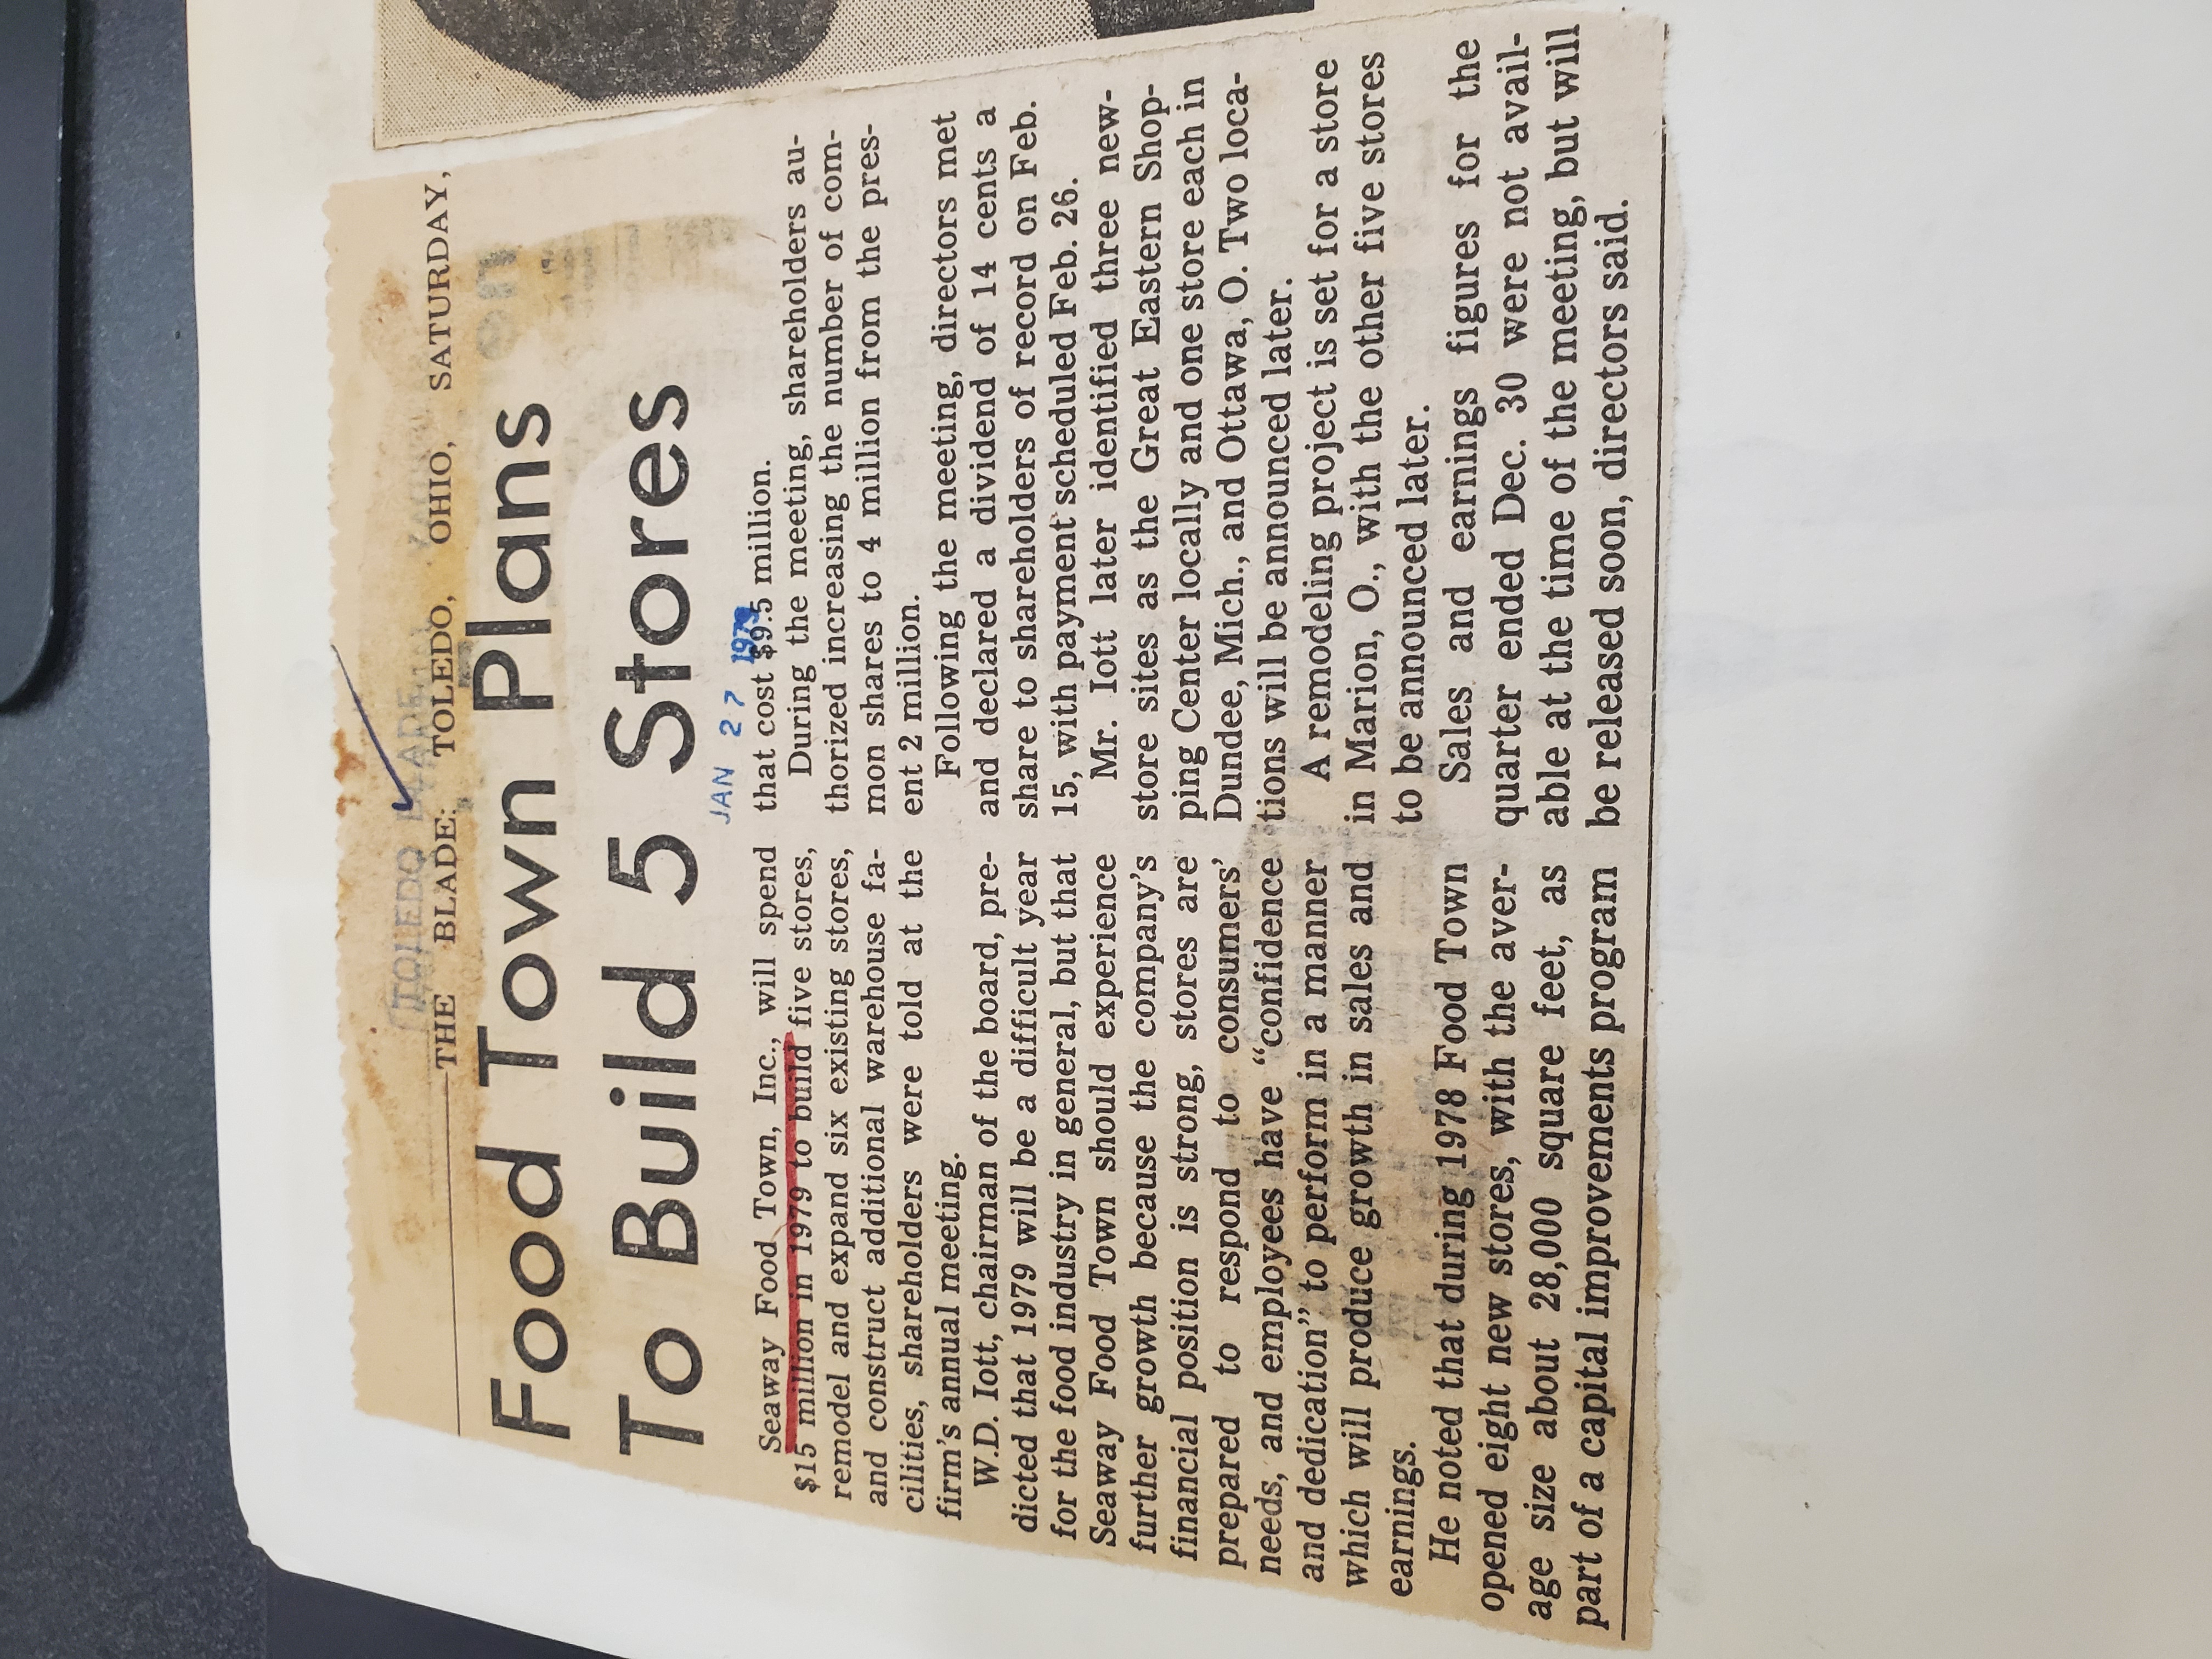 TOLEDO BLADE
THE BLADE: TOLEDO, OHIO, SATURDAY,
Food Town Plans
To Build 5 Stores
JAN 27 1979
Seaway Food Town, Inc., will spend
$15 million in 1979 to build five stores,
remodel and expand six existing stores,
and construct additional warehouse fa-
cilities, shareholders were told at the
firm's annual meeting.
W.D. Iott, chairman of the board, pre-
dicted that 1979 will be a difficult year
for the food industry in general, but that
Seaway Food Town should experience
further growth because the company's
financial position is strong, stores are
prepared to respond to consumers'
needs, and employees have “confidence
and dedication” to perform in a manner
which will produce growth in sales and
earnings.
He noted that during 1978 Food Town
opened eight new stores, with the aver-
age size about 28,000 square feet, as
part of a capital improvements program
that cost $9.5 million.
During the meeting, shareholders au-
thorized increasing the number of com-
mon shares to 4 million from the pres-
ent 2 million.
Following the meeting, directors met
and declared a dividend of 14 cents a
share to shareholders of record on Feb.
15, with payment scheduled Feb. 26.
Mr. Iott later identified three new-
store sites as the Great Eastern Shop-
ping Center locally and one store each in
Dundee, Mich., and Ottawa, O. Two loca-
tions will be announced later.
A remodeling project is set for a store
in Marion, O., with the other five stores
to be announced later.
Sales and earnings figures for the
quarter ended Dec. 30 were not avail-
able at the time of the meeting, but will
be released soon, directors said.